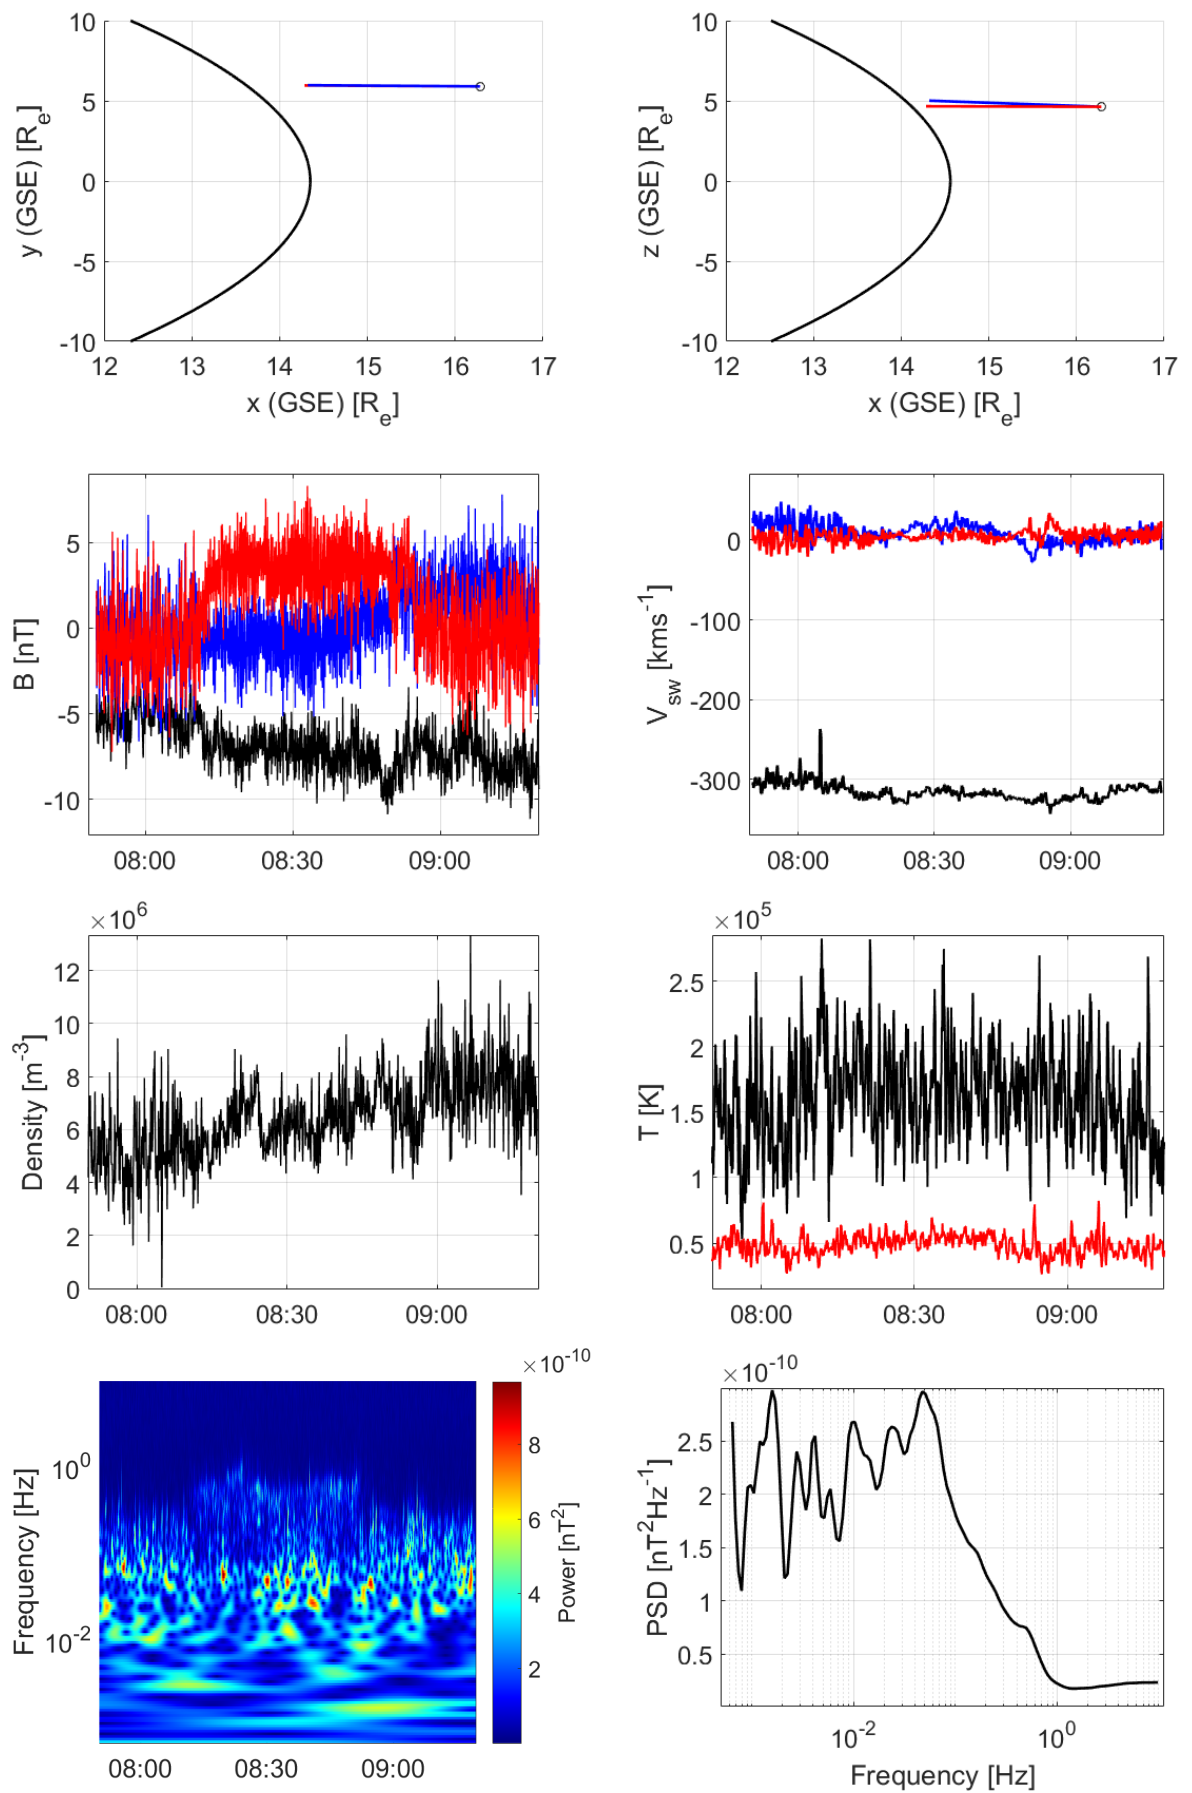 10
5
0
-5
-10
12 13 14 15 16 17
x (GSE) [Re]
y (GSE) [Re]
10
5
0
-5
-10
12 13 14 15 16 17
x (GSE) [Re]
z (GSE) [Re]
5
0
-5
-10
08:00 08:30 09:00
B [nT]
0
-100
-200
-300
08:00 08:30 09:00
Vsw [kms-1]
×10^6
12
10
8
6
4
2
0
08:00 08:30 09:00
Density [m-3]
×10^5
2.5
2
1.5
1
0.5
08:00 08:30 09:00
T [K]
10^0
10^-2
08:00 08:30 09:00
Frequency [Hz]
×10^-10
8
6
4
2
Power [nT^2]
×10^-10
2.5
2
1.5
1
0.5
10^-2 10^0
Frequency [Hz]
PSD [nT^2Hz^-1]